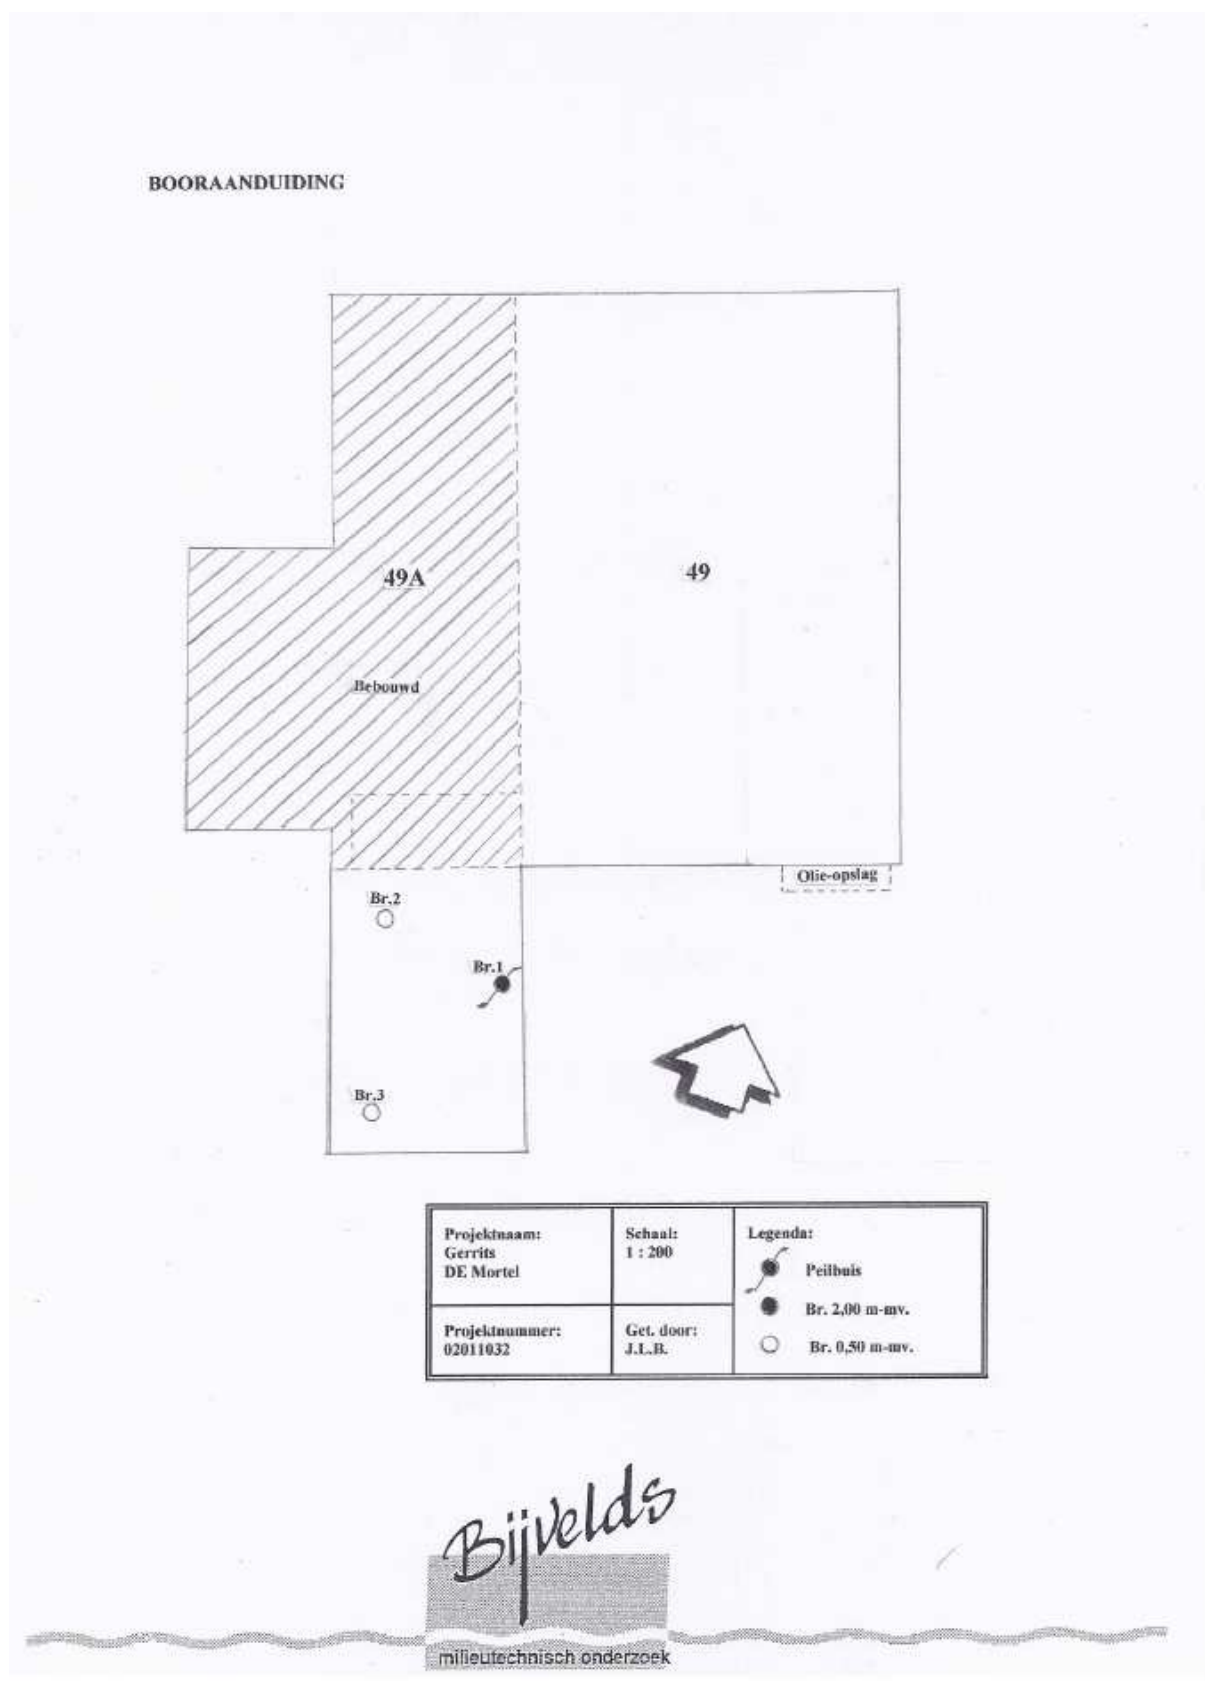 BOORAANDUIDING
49A
49
Bebouwd
Olie-opslag
Br.2
Br.1
Br.3
Projektnaam:
Gerrits
DE Mortel
Schaal:
1 : 200
Legenda:
Peilbuis
Br. 2,00 m-mv.
Br. 0,50 m-mv.
Projektnummer:
02011032
Get. door:
J.L.B.
Bijvelds
milieutechnisch onderzoek